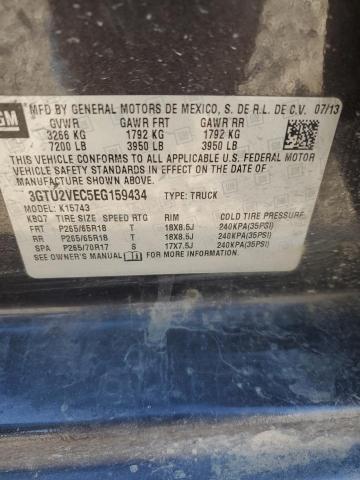 GM
MFD BY GENERAL MOTORS DE MEXICO, S. DE R.L. DE C.V. 07/13
GVWR GAWR FRT GAWR RR
3266 KG 1792 KG 1792 KG
7200 LB 3950 LB 3950 LB
THIS VEHICLE CONFORMS TO ALL APPLICABLE U.S. FEDERAL MOTOR
VEHICLE SAFETY STANDARDS IN EFFECT ON THE DATE OF
MANUFACTURE SHOWN ABOVE.
3GTU2VEC5EG159434 TYPE: TRUCK
MODEL: K15743
KBQ7 TIRE SIZE SPEED RTG RIM COLD TIRE PRESSURE
FRT P265/65R18 T 18X8.5J 240KPA(35PSI)
RR P265/65R18 T 18X8.5J 240KPA(35PSI)
SPA P265/70R17 S 17X7.5J 240KPA(35PSI)
SEE OWNER'S MANUAL FOR MORE INFORMATION